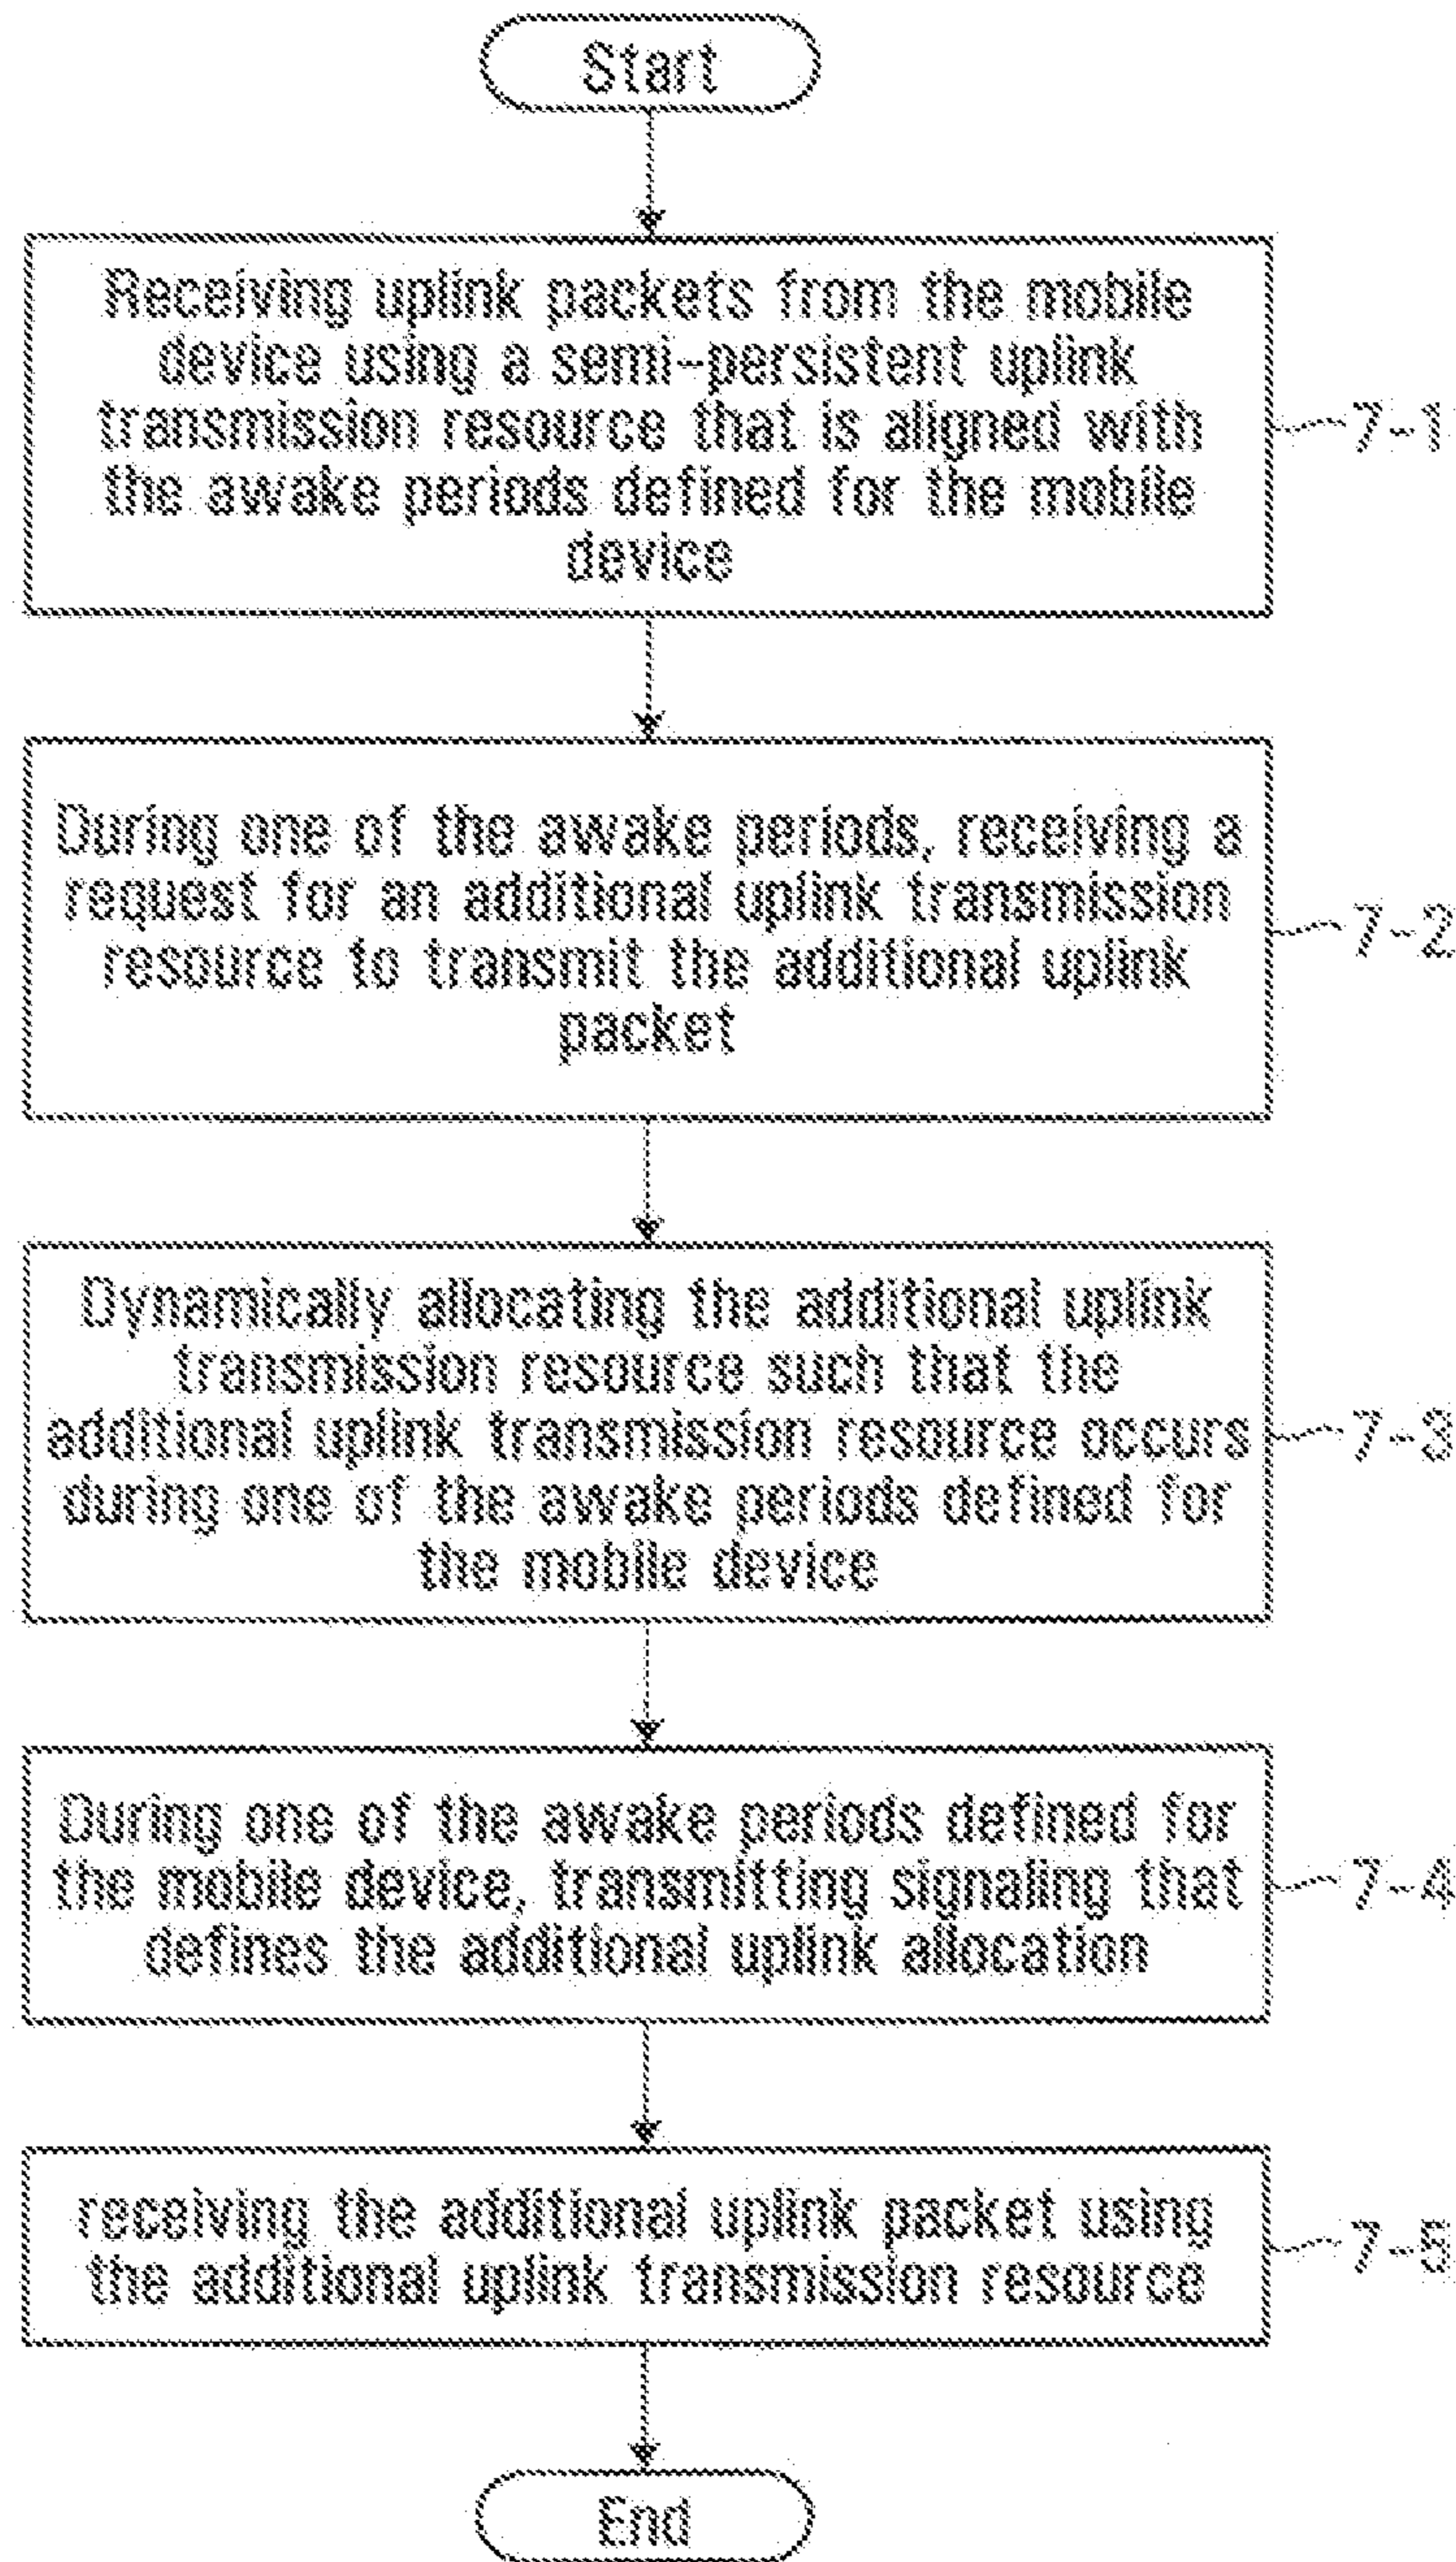 Start
Receiving uplink packets from the mobile
device using a semi-persistent uplink
transmission resource that is aligned with
the awake periods defined for the mobile
device
7-1
During one of the awake periods, receiving a
request for an additional uplink transmission
resource to transmit the additional uplink
packet
7-2
Dynamically allocating the additional uplink
transmission resource such that the
additional uplink transmission resource occurs
during one of the awake periods defined for
the mobile device
7-3
During one of the awake periods defined for
the mobile device, transmitting signaling that
defines the additional uplink allocation
7-4
receiving the additional uplink packet using
the additional uplink transmission resource
7-5
End